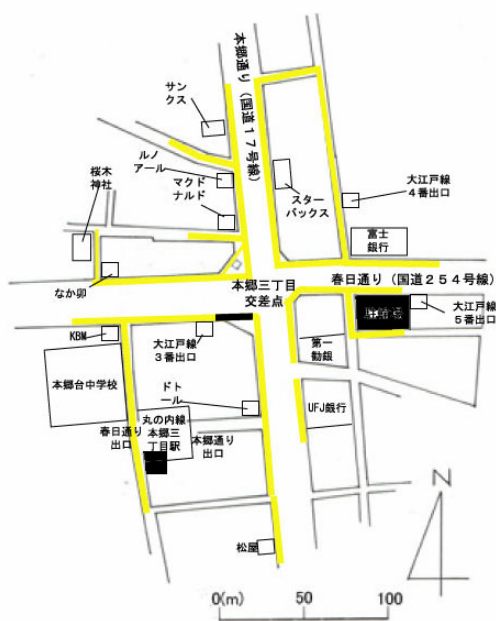 本郷通り（国道１７号線）
サン
クス
ルノ
アール
マクド
ナルド
桜木
神社
スター
バックス
大江戸線
４番出口
富士
銀行
なか卯
本郷三丁目
交差点
春日通り（国道２５４号線）
大江戸線
５番出口
KBM
大江戸線
３番出口
第一
勧銀
本郷台中学校
ドト
ール
UFJ銀行
春日通り
出口
丸の内線
本郷三
丁目駅
本郷通り
出口
松屋
N
0(m)
50
100